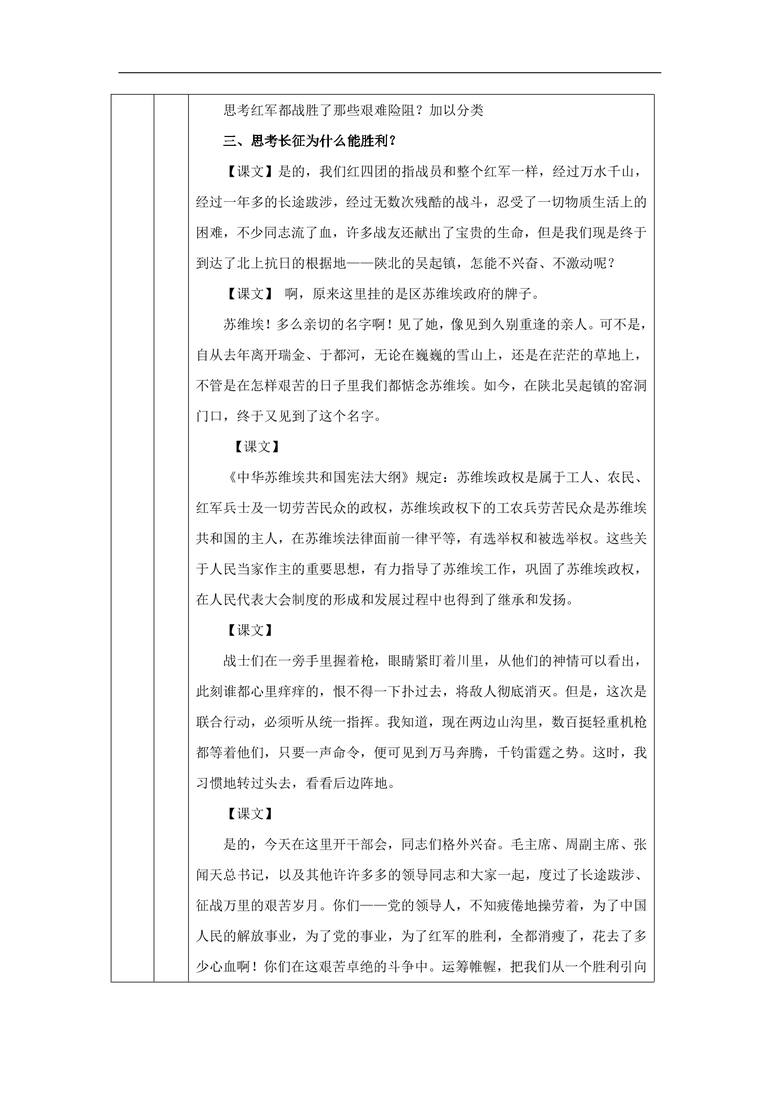 思考红军都战胜了那些艰难险阻？加以分类
三、思考长征为什么能胜利？
【课文】是的，我们红四团的指战员和整个红军一样，经过万水千山，
经过一年多的长途跋涉，经过无数次残酷的战斗，忍受了一切物质生活上的
困难，不少同志流了血，许多战友还献出了宝贵的生命，但是我们现是终于
到达了北上抗日的根据地——陕北的吴起镇，怎能不兴奋、不激动呢？
【课文】 啊，原来这里挂的是区苏维埃政府的牌子。
苏维埃！多么亲切的名字啊！见了她，像见到久别重逢的亲人。可不是，
自从去年离开瑞金、于都河，无论在巍巍的雪山上，还是在茫茫的草地上，
不管是在怎样艰苦的日子里我们都惦念苏维埃。如今，在陕北吴起镇的窑洞
门口，终于又见到了这个名字。
【课文】
《中华苏维埃共和国宪法大纲》规定：苏维埃政权是属于工人、农民、
红军兵士及一切劳苦民众的政权，苏维埃政权下的工农兵劳苦民众是苏维埃
共和国的主人，在苏维埃法律面前一律平等，有选举权和被选举权。这些关
于人民当家作主的重要思想，有力指导了苏维埃工作，巩固了苏维埃政权，
在人民代表大会制度的形成和发展过程中也得到了继承和发扬。
【课文】
战士们在一旁手里握着枪，眼睛紧盯着川里，从他们的神情可以看出，
此刻谁都心里痒痒的，恨不得一下扑过去，将敌人彻底消灭。但是，这次是
联合行动，必须听从统一指挥。我知道，现在两边山沟里，数百挺轻重机枪
都等着他们，只要一声命令，便可见到万马奔腾，千钧雷霆之势。这时，我
习惯地转过头去，看看后边阵地。
【课文】
是的，今天在这里开干部会，同志们格外兴奋。毛主席、周副主席、张
闻天总书记，以及其他许许多多的领导同志和大家一起，度过了长途跋涉、
征战万里的艰苦岁月。你们——党的领导人，不知疲倦地操劳着，为了中国
人民的解放事业，为了党的事业，为了红军的胜利，全都消瘦了，花去了多
少心血啊！你们在这艰苦卓绝的斗争中。运筹帷幄，把我们从一个胜利引向